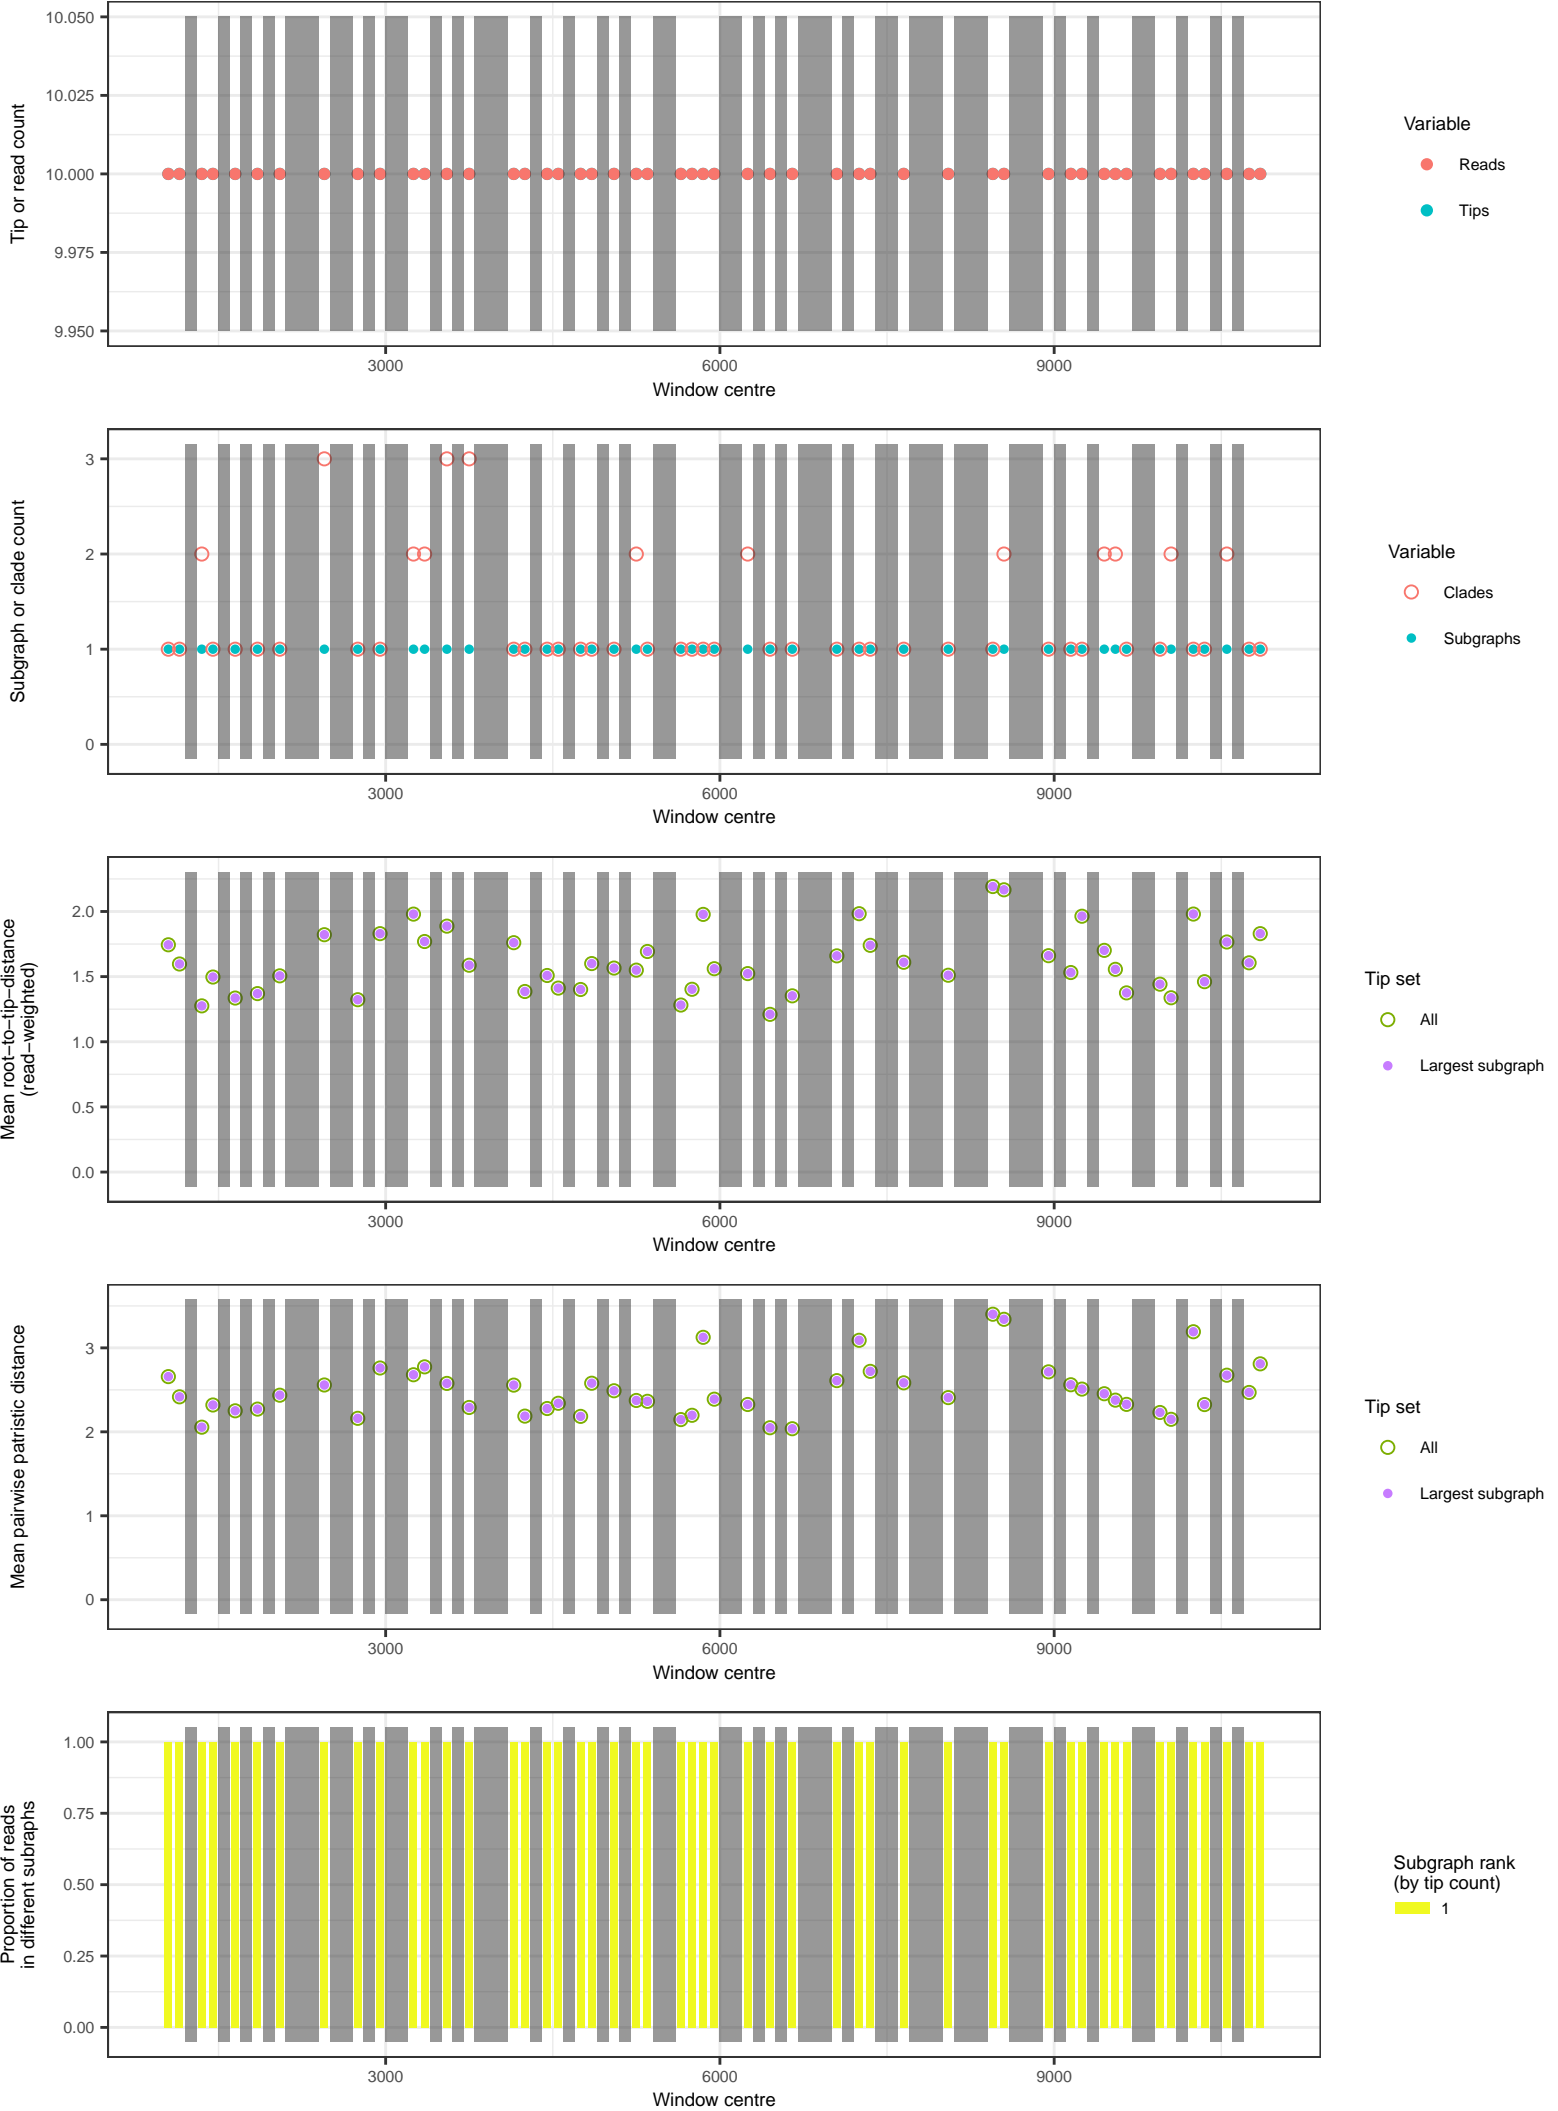 10.050
10.025
10.000
9.975
9.950
Tip or read count
3000 6000 9000
Window centre
Variable
Reads
Tips
3
2
1
0
Subgraph or clade count
3000 6000 9000
Window centre
Variable
Clades
Subgraphs
2.0
1.5
1.0
0.5
0.0
Mean root−to−tip−distance
(read−weighted)
3000 6000 9000
Window centre
Tip set
All
Largest subgraph
3
2
1
0
Mean pairwise patristic distance
3000 6000 9000
Window centre
Tip set
All
Largest subgraph
1.00
0.75
0.50
0.25
0.00
Proportion of reads
in different subraphs
3000 6000 9000
Window centre
Subgraph rank
(by tip count)
1